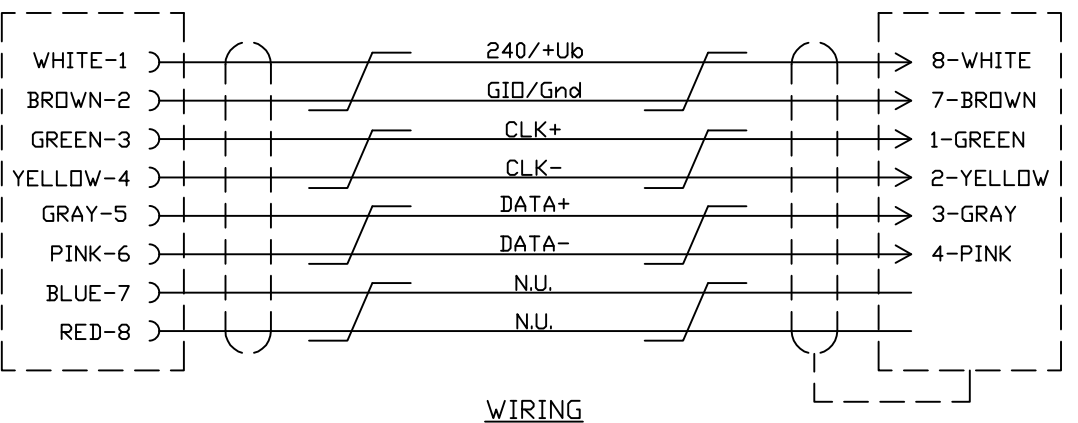 WHITE-1 240/+Ub 8-WHITE
BROWN-2 GIO/Gnd 7-BROWN
GREEN-3 CLK+ 1-GREEN
YELLOW-4 CLK- 2-YELLOW
GRAY-5 DATA+ 3-GRAY
PINK-6 DATA- 4-PINK
BLUE-7 N.U.
RED-8 N.U.
WIRING